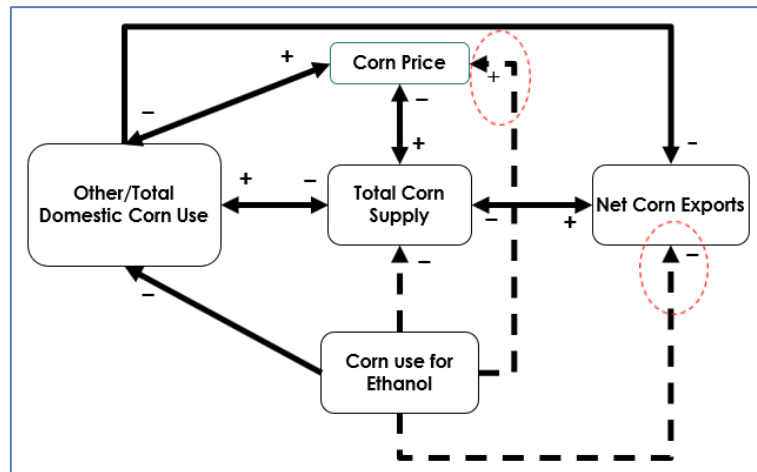 Corn Price
+
+
–
–
+
–
Other/Total
Domestic Corn Use
+
–
Total Corn
Supply
–
+
Net Corn Exports
–
–
–
Corn use for
Ethanol